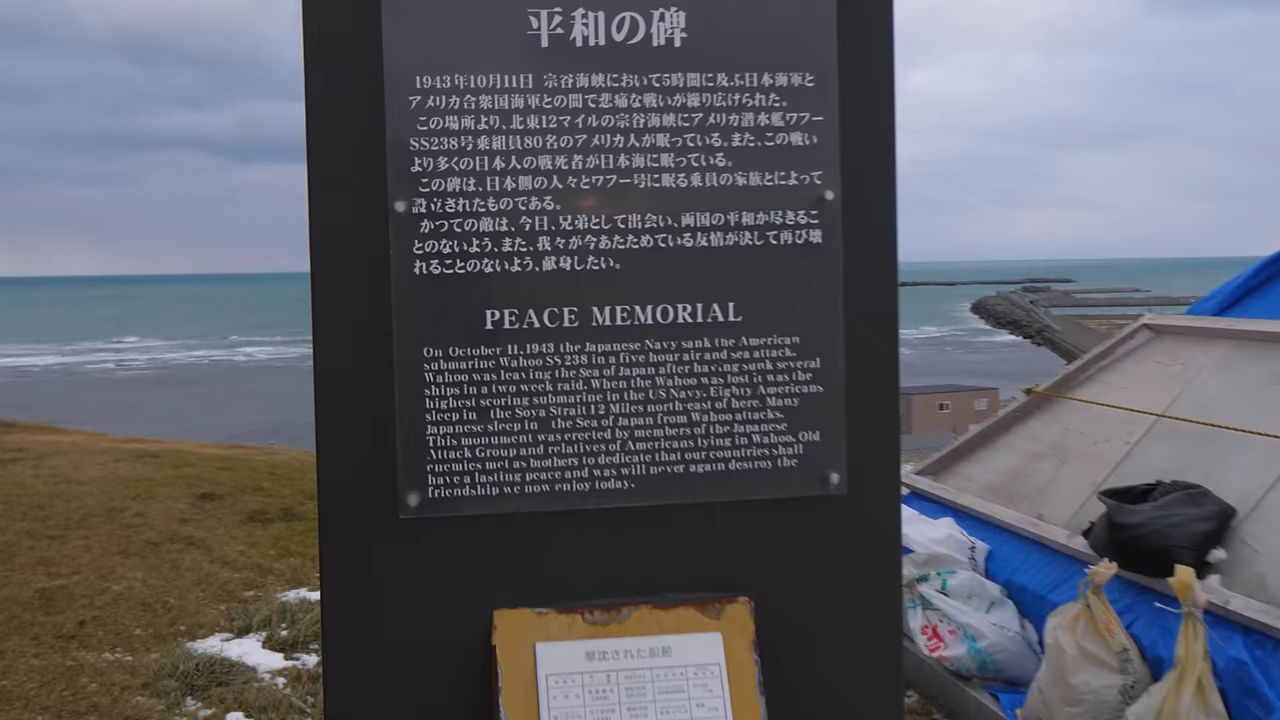 平和の碑
1943年10月11日 宗谷海峡において5時間に及ぶ日本海軍と
アメリカ合衆国海軍との間で悲痛な戦いが繰り広げられた。
この場所より、北東12マイルの宗谷海峡にアメリカ潜水艦ワフー
SS238号乗組員80名のアメリカ人が眠っている。また、この戦い
より多くの日本人の戦死者が日本海に眠っている。
この碑は、日本側の人々とワフー号に眠る乗員の家族とによって
設立されたものである。
かつての敵は、今日、兄弟として出会い、両国の平和が尽きるこ
とのないよう、また、我々が今あたためている友情が決して再び壊
れることのないよう、献身したい。
PEACE MEMORIAL
On October 11,1943 the Japanese Navy sank the American
submarine Wahoo SS 238 in a five hour air and sea attack.
Wahoo was leaving the Sea of Japan after having sunk several
ships in a two week raid. When the Wahoo was lost it was the
highest scoring submarine in the US Navy. Eighty Americans
sleep in the Soya Strait 12 Miles north-east of here. Many
Japanese sleep in the Sea of Japan from Wahoo attacks.
This monument was erected by members of the Japanese
Attack Group and relatives of Americans lying in Wahoo. Old
enemies met as brothers to dedicate that our countries shall
have a lasting peace and was will never again destroy the
friendship we now enjoy today.
撃沈された船舶